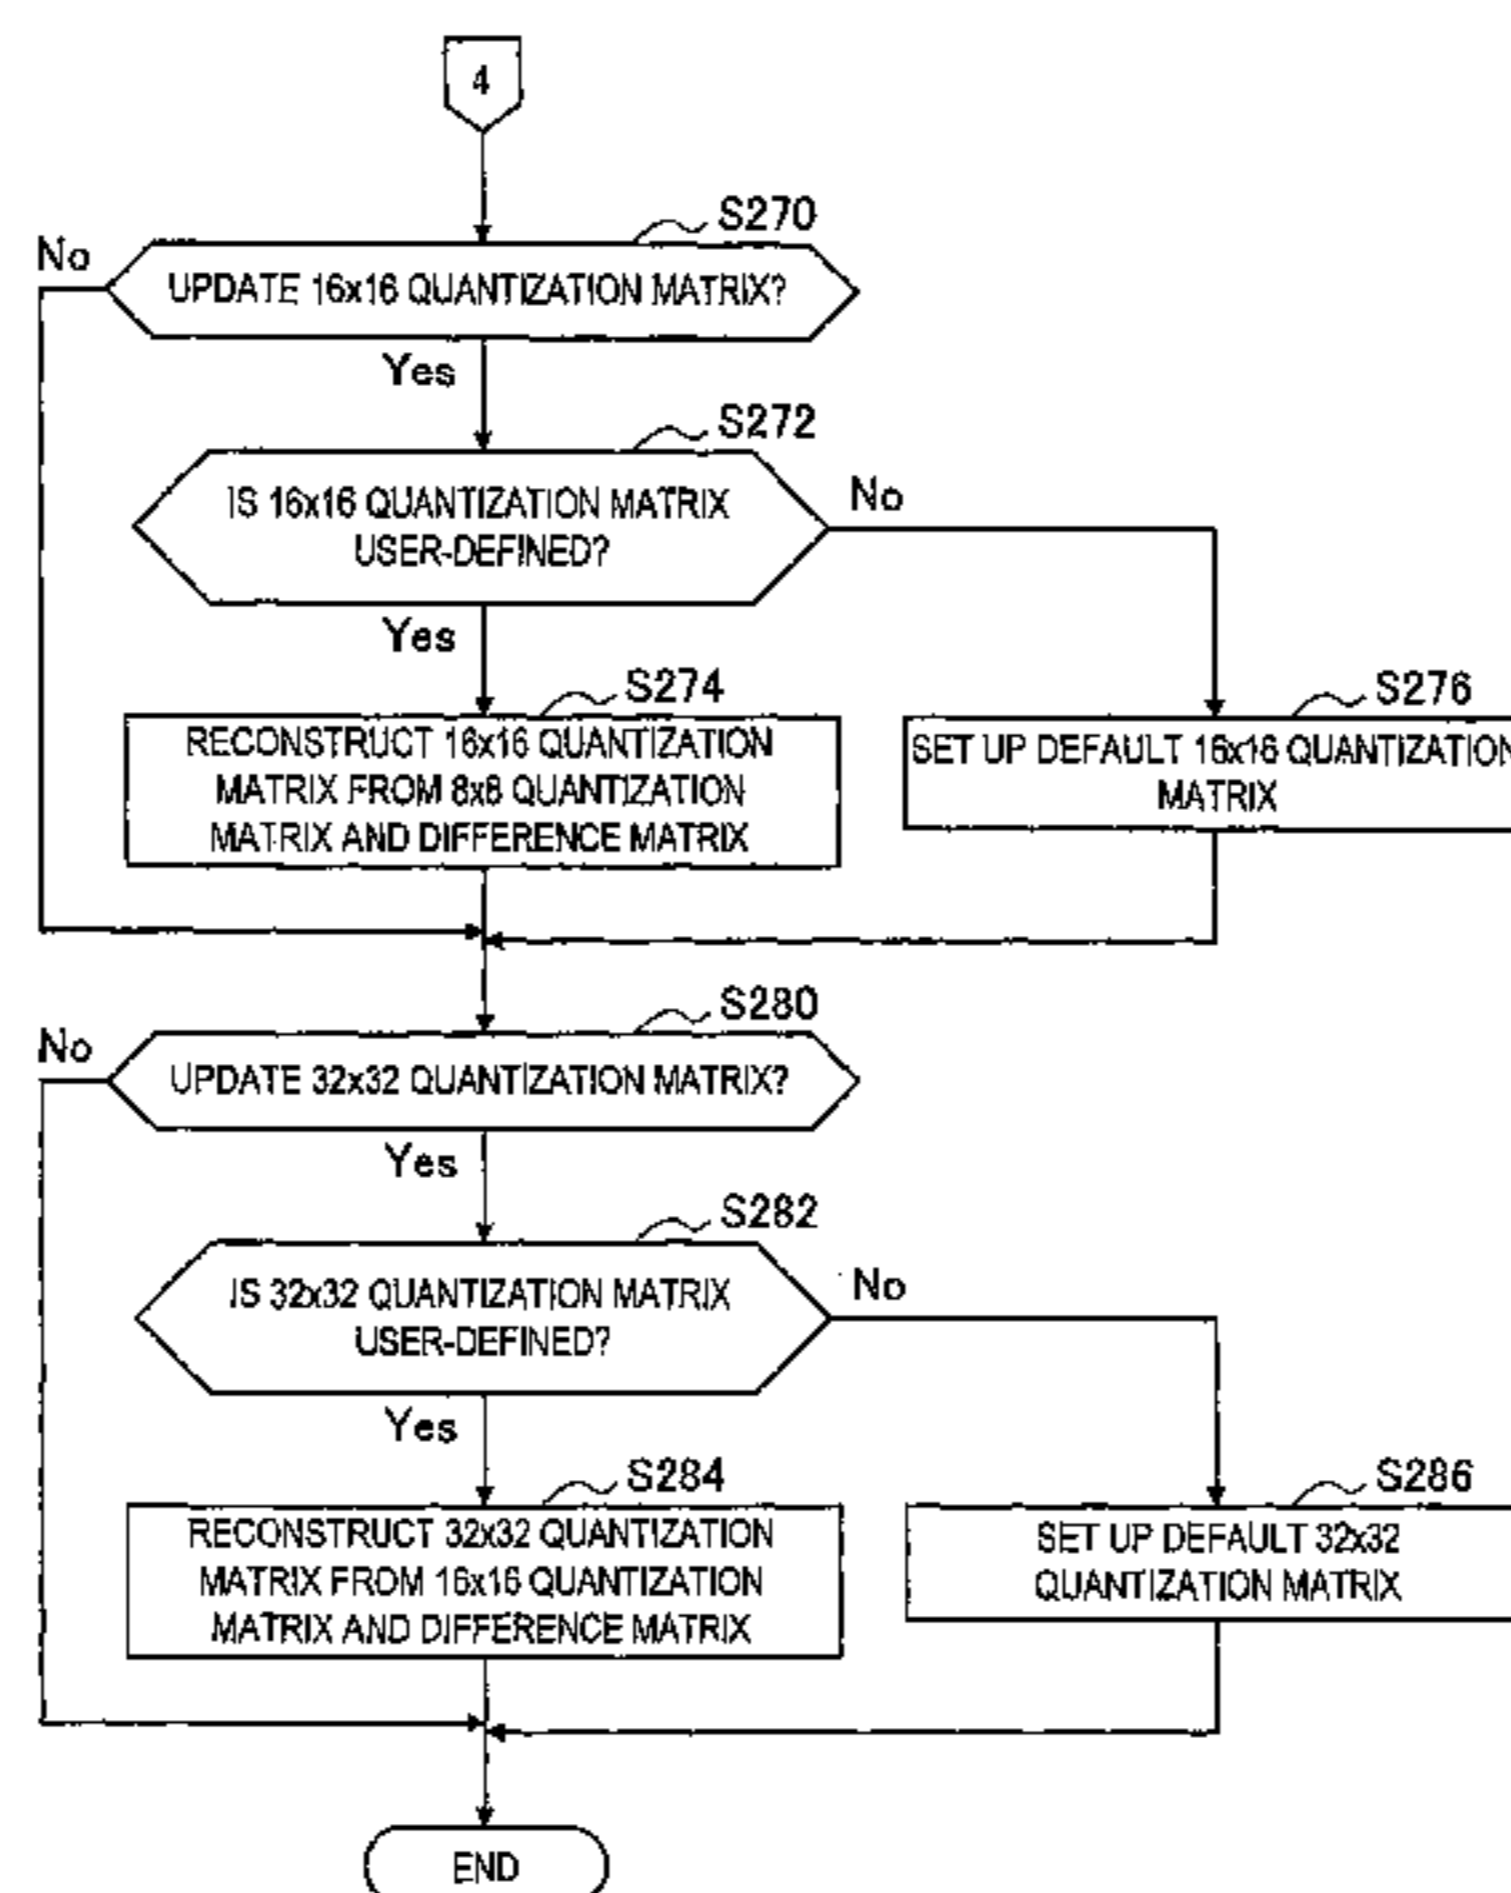 4
S270
No
UPDATE 16x16 QUANTIZATION MATRIX?
Yes
S272
IS 16x16 QUANTIZATION MATRIX
USER-DEFINED?
No
Yes
S274
RECONSTRUCT 16x16 QUANTIZATION
MATRIX FROM 8x8 QUANTIZATION
MATRIX AND DIFFERENCE MATRIX
S276
SET UP DEFAULT 16x16 QUANTIZATION
MATRIX
S280
No
UPDATE 32x32 QUANTIZATION MATRIX?
Yes
S282
IS 32x32 QUANTIZATION MATRIX
USER-DEFINED?
No
Yes
S284
RECONSTRUCT 32x32 QUANTIZATION
MATRIX FROM 16x16 QUANTIZATION
MATRIX AND DIFFERENCE MATRIX
S286
SET UP DEFAULT 32x32
QUANTIZATION MATRIX
END